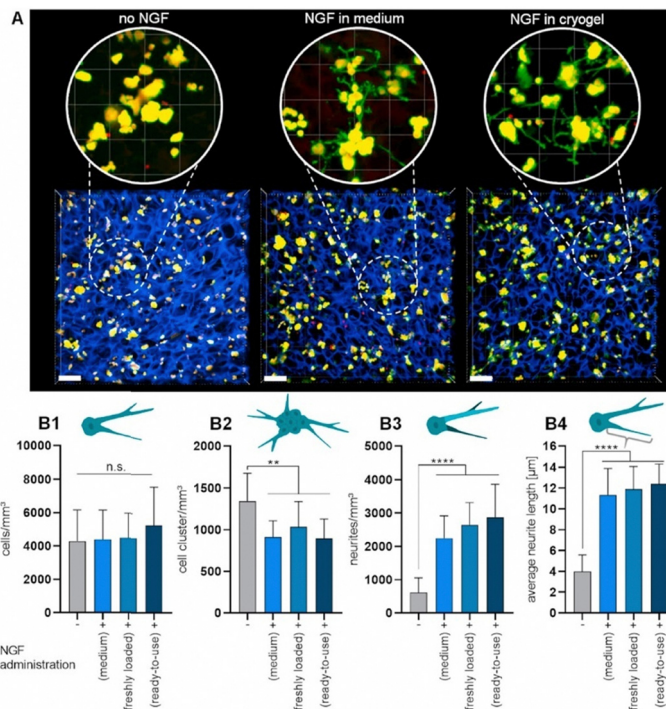 A
no NGF
NGF in medium
NGF in cryogel
B1
10000
8000
6000
4000
2000
0
cells/mm³
n.s.
-
+
(medium)
+
freshly loaded)
+
(ready-to-use)
B2
2000
1500
1000
500
0
cell cluster/mm³
**
-
+
(medium)
+
freshly loaded)
+
(ready-to-use)
B3
5000
4000
3000
2000
1000
0
neurites/mm³
****
-
+
(medium)
+
freshly loaded)
+
(ready-to-use)
B4
16
14
12
10
8
6
4
2
0
average neurite length [µm]
****
-
+
(medium)
+
freshly loaded)
+
(ready-to-use)
NGF
administration